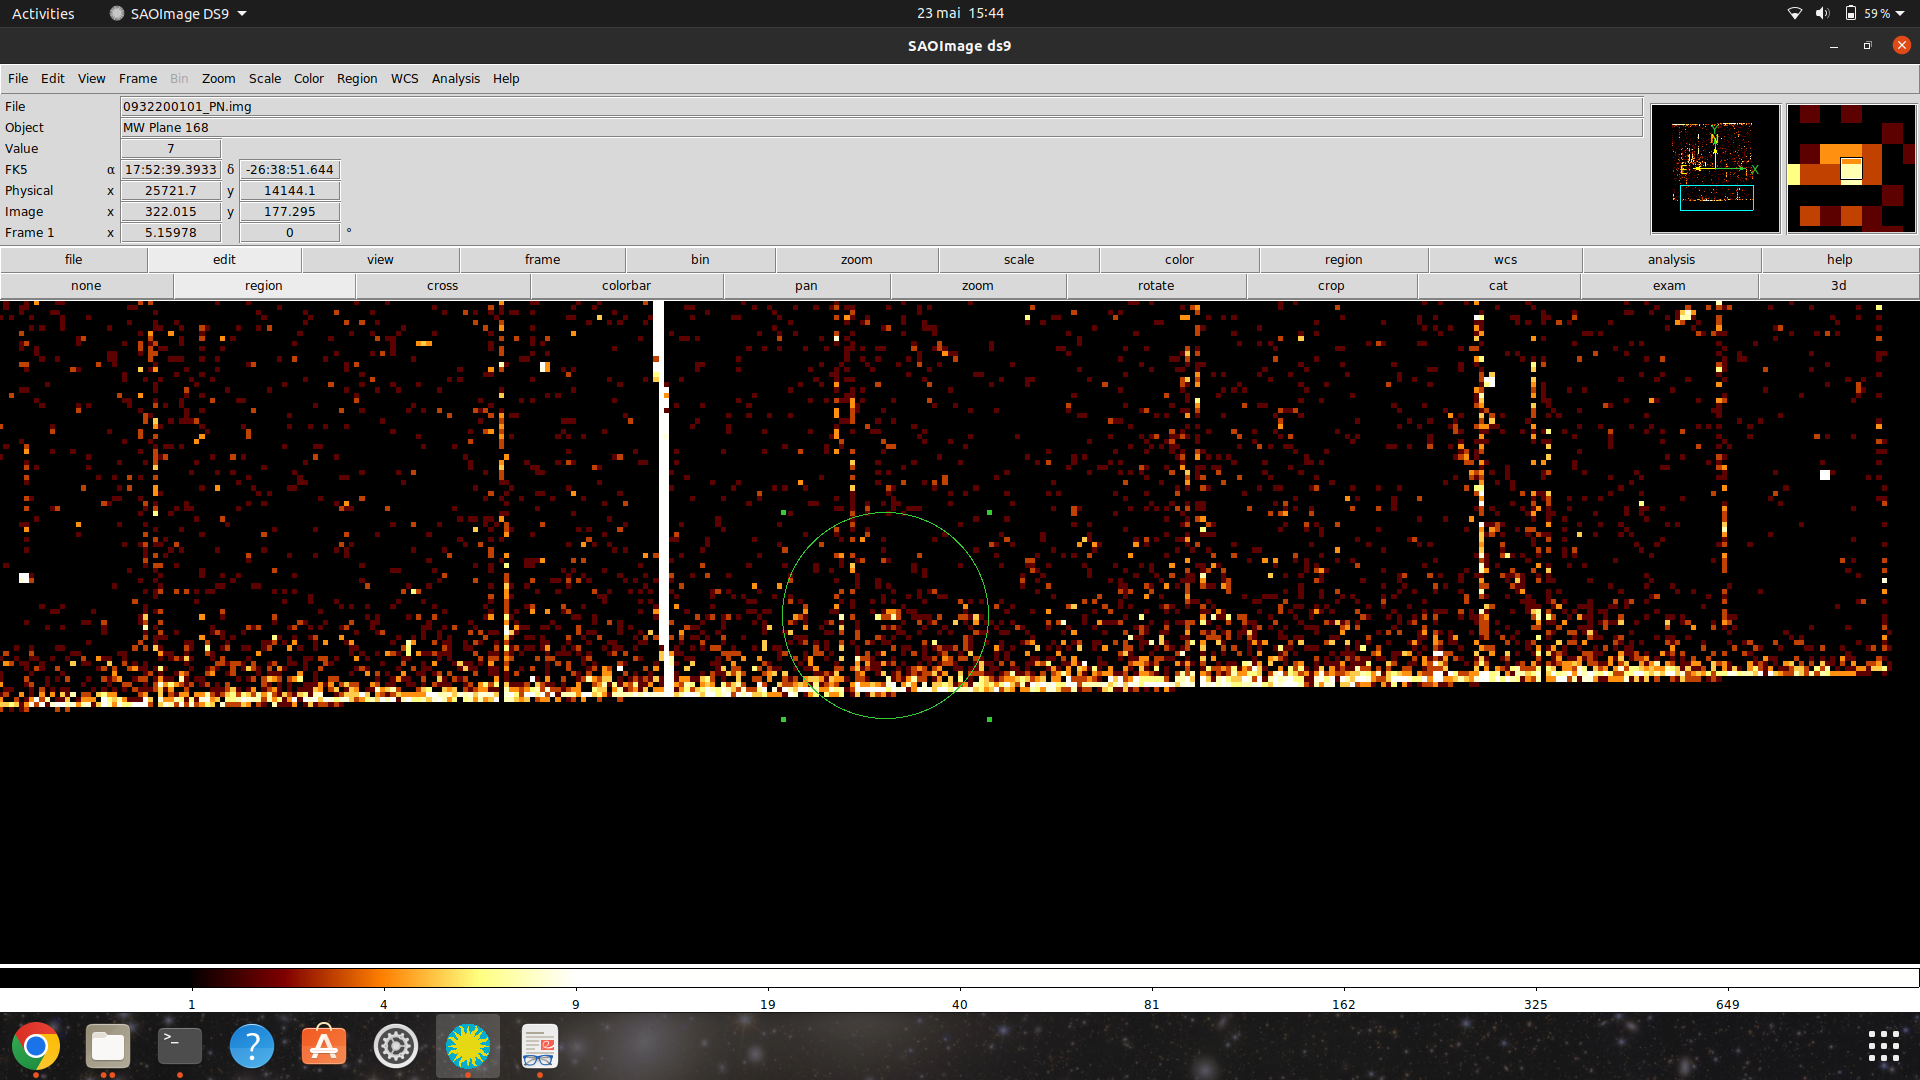 Activities SAOImage DS9 23 mai 15:44 59 %
SAOImage ds9
File Edit View Frame Bin Zoom Scale Color Region WCS Analysis Help
File 0932200101_PN.img
Object MW Plane 168
Value 7
FK5 α 17:52:39.3933 δ -26:38:51.644
Physical x 25721.7 y 14144.1
Image x 322.015 y 177.295
Frame 1 x 5.15978 0 °
Y
N
E X
file edit view frame bin zoom scale color region wcs analysis help
none region cross colorbar pan zoom rotate crop cat exam 3d
1 4 9 19 40 81 162 325 649
>_ ? A